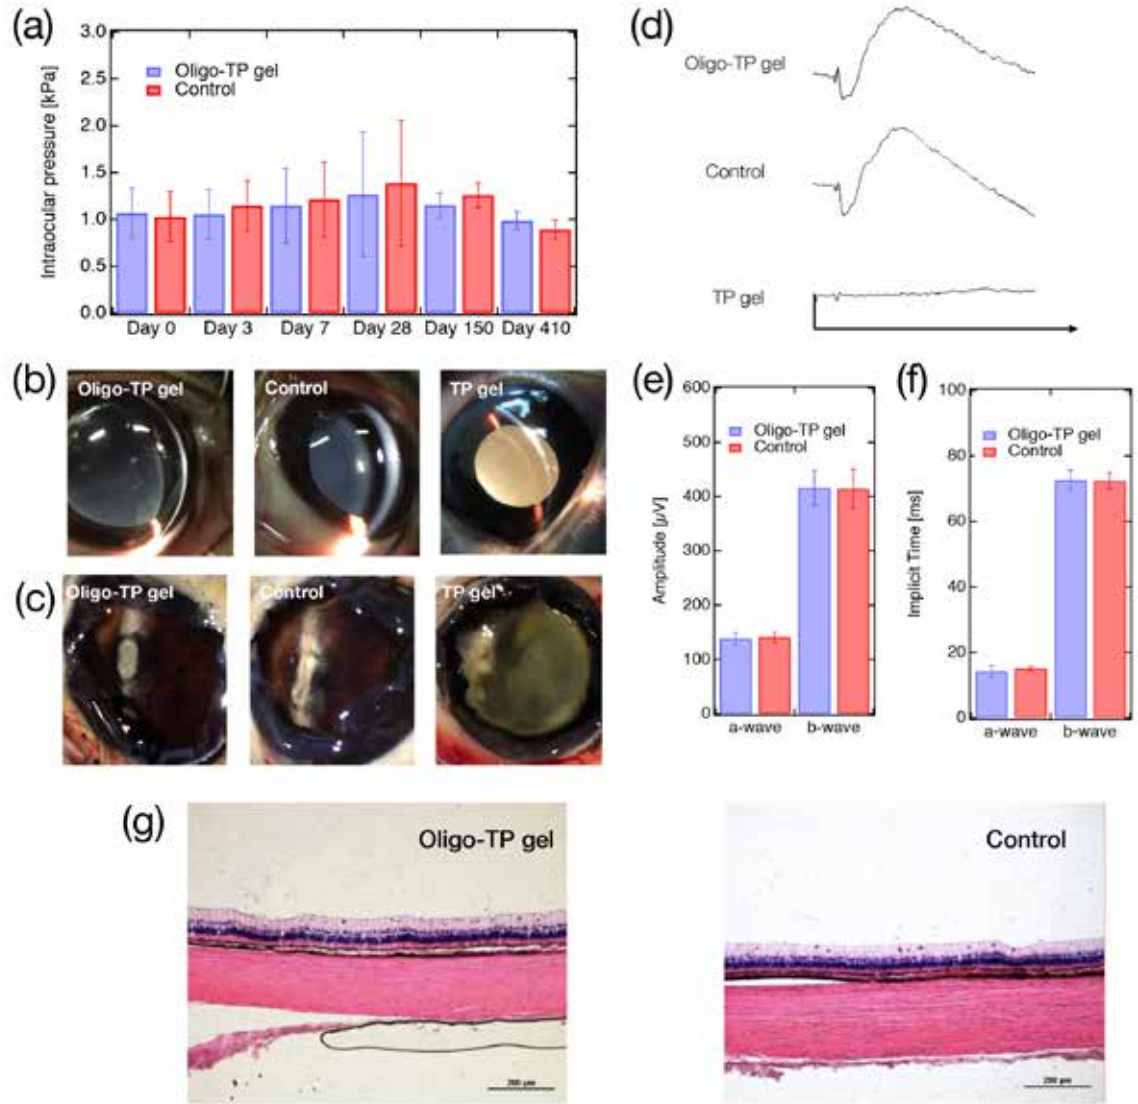 (a)
3.0
2.5
2.0
1.5
1.0
0.5
0.0
Intraocular pressure [kPa]
Oligo-TP gel
Control
Day 0 Day 3 Day 7 Day 28 Day 150 Day 410
(d)
Oligo-TP gel
Control
TP gel
(b)
Oligo-TP gel Control TP gel
(c)
Oligo-TP gel Control TP gel
(e)
600
500
400
300
200
100
0
Amplitude [µV]
Oligo-TP gel
Control
a-wave b-wave
(f)
100
80
60
40
20
0
Implicit Time [ms]
Oligo-TP gel
Control
a-wave b-wave
(g)
Oligo-TP gel
200 µm
Control
200 µm